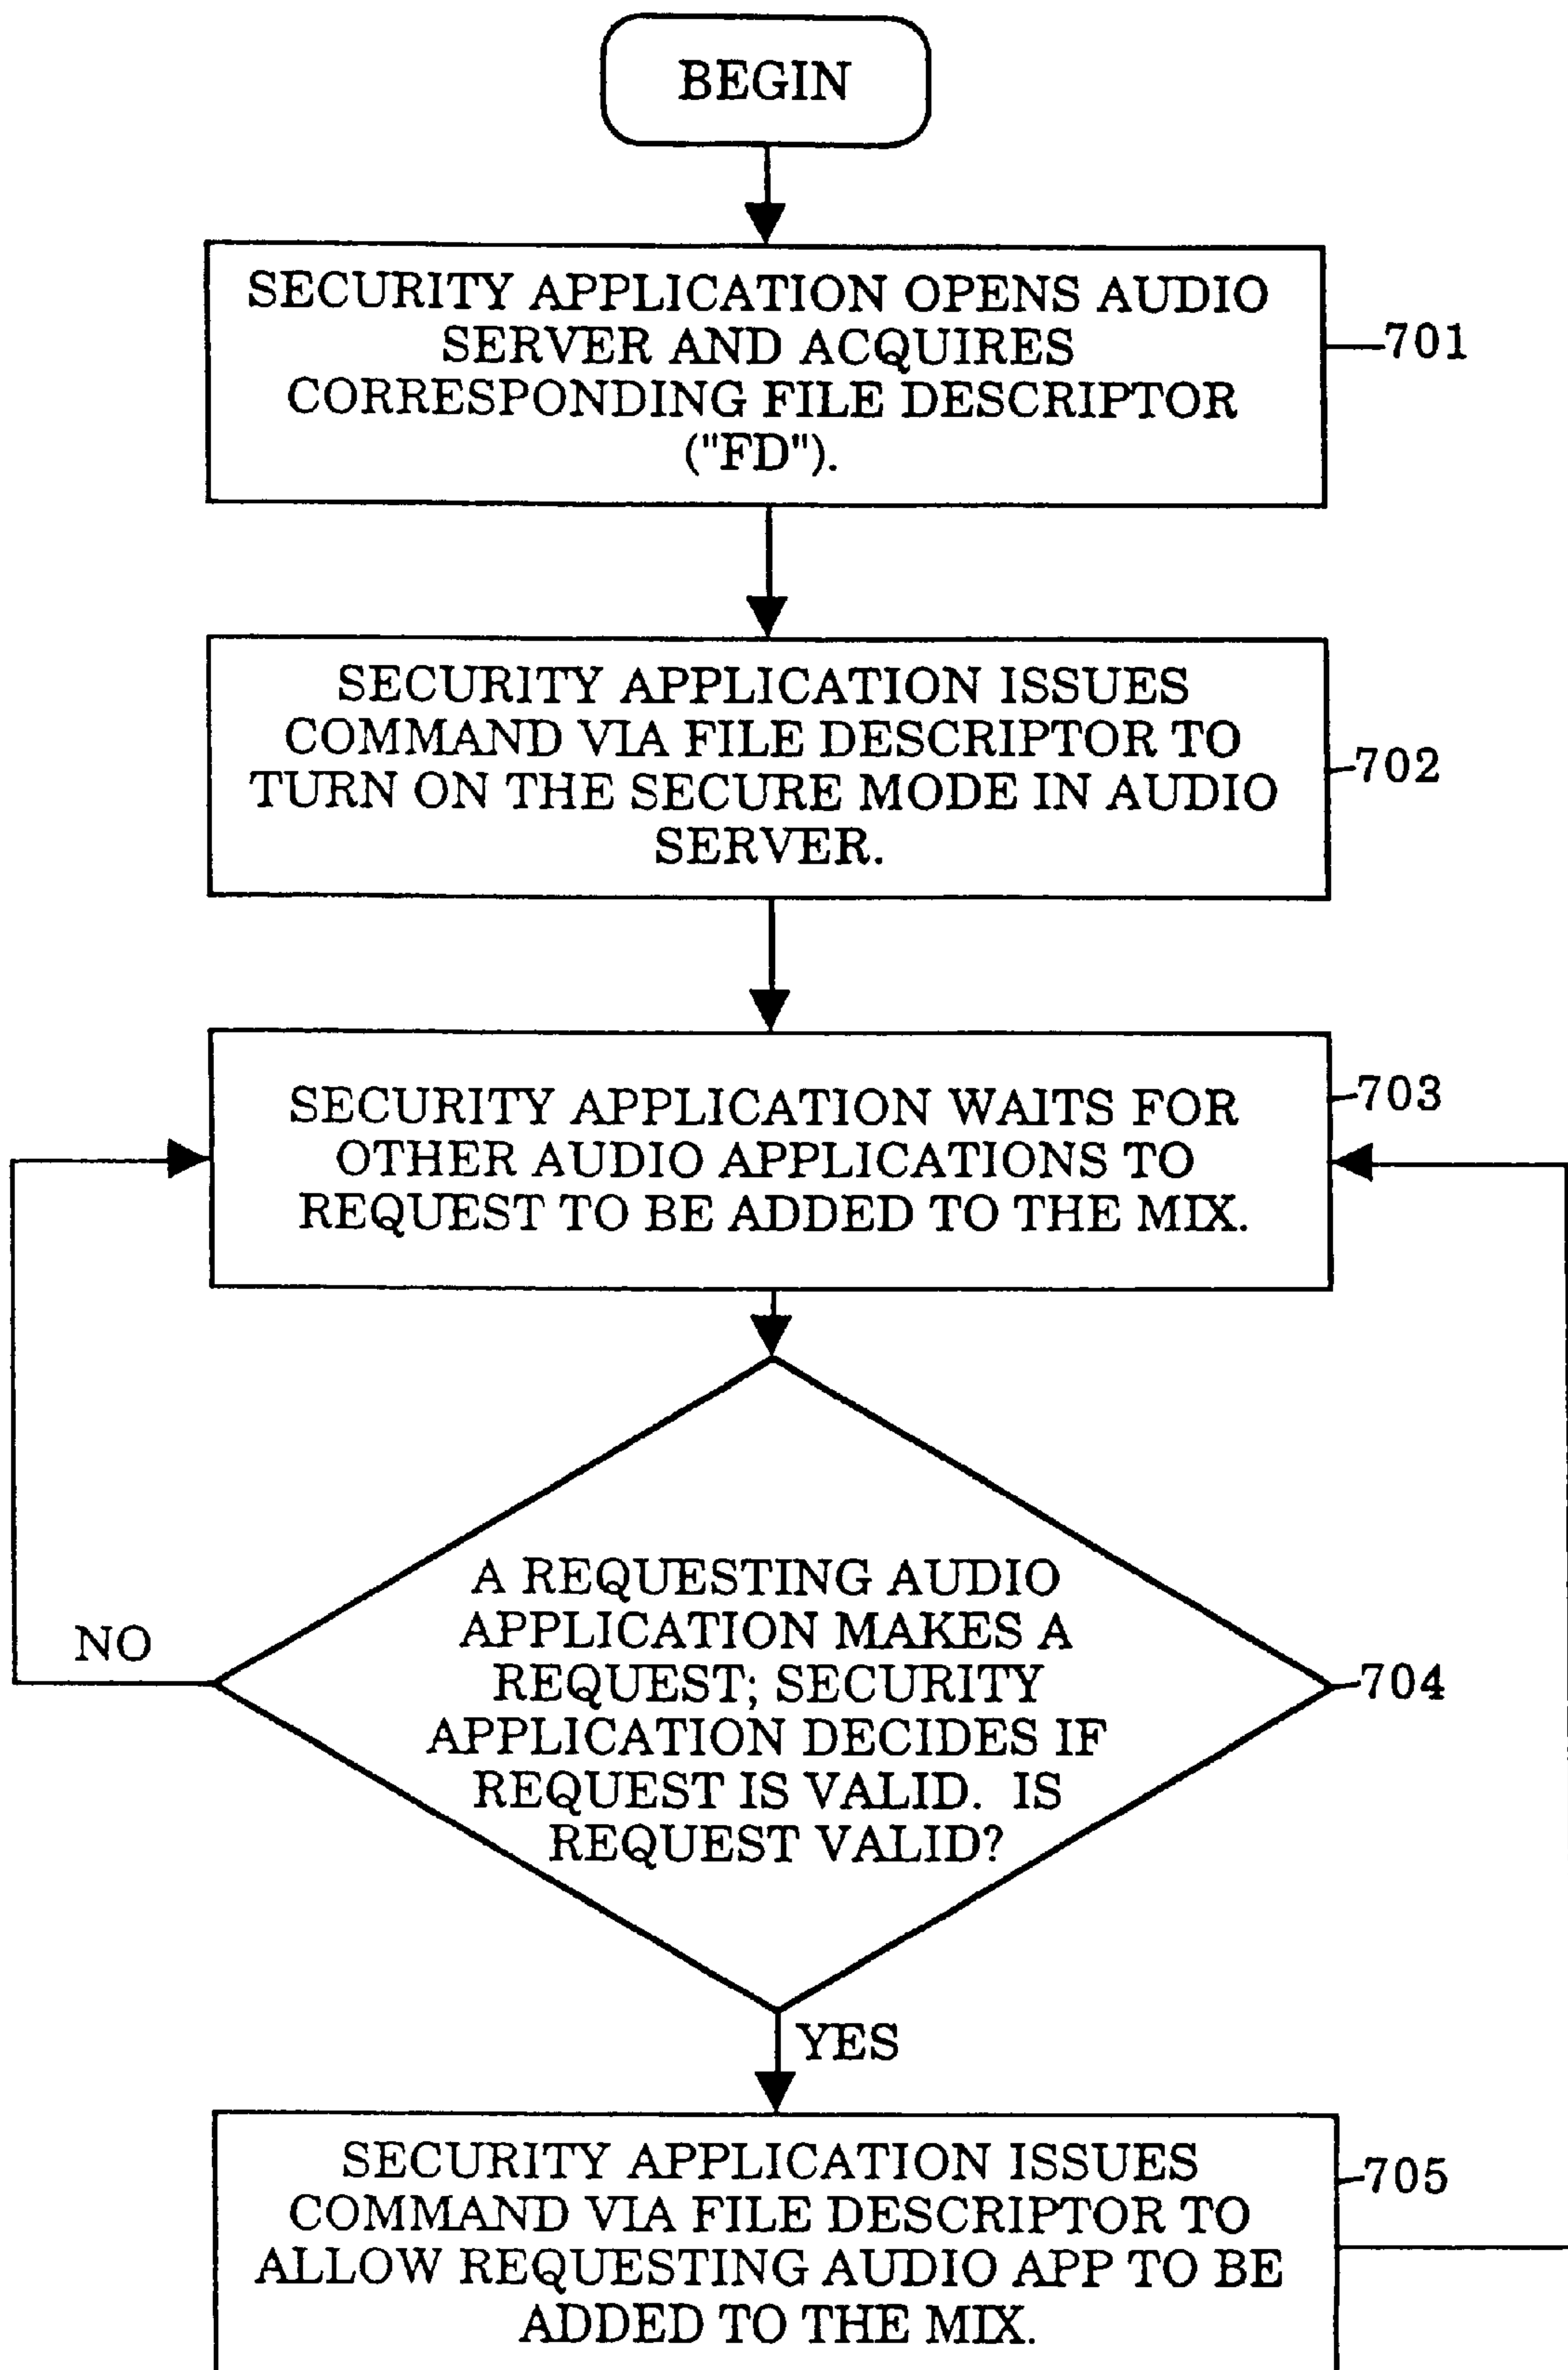 BEGIN
SECURITY APPLICATION OPENS AUDIO
SERVER AND ACQUIRES
CORRESPONDING FILE DESCRIPTOR
("FD").
701
SECURITY APPLICATION ISSUES
COMMAND VIA FILE DESCRIPTOR TO
TURN ON THE SECURE MODE IN AUDIO
SERVER.
702
SECURITY APPLICATION WAITS FOR
OTHER AUDIO APPLICATIONS TO
REQUEST TO BE ADDED TO THE MIX.
703
A REQUESTING AUDIO
APPLICATION MAKES A
REQUEST; SECURITY
APPLICATION DECIDES IF
REQUEST IS VALID. IS
REQUEST VALID?
NO
704
YES
SECURITY APPLICATION ISSUES
COMMAND VIA FILE DESCRIPTOR TO
ALLOW REQUESTING AUDIO APP TO BE
ADDED TO THE MIX.
705